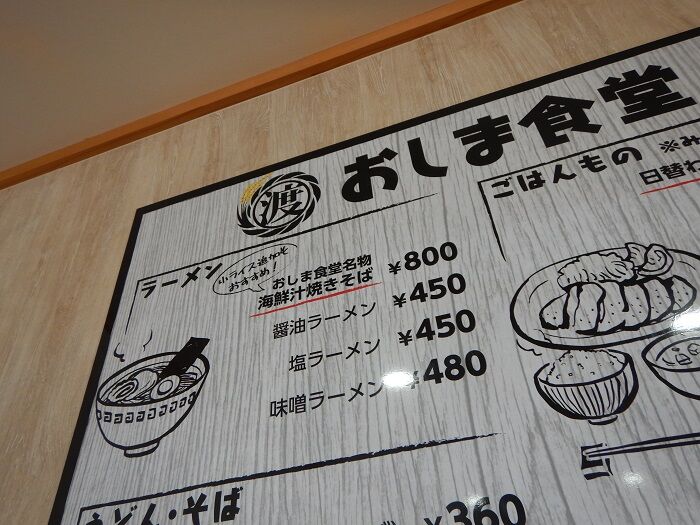 渡 おしま食堂
ラーメン
小ライス追加も
おすすめ！
おしま食堂名物
海鮮汁焼きそば ¥800
醤油ラーメン ¥450
塩ラーメン ¥450
味噌ラーメン ¥480
ごはんもの ※み
日替わ
うどん・そば
¥360